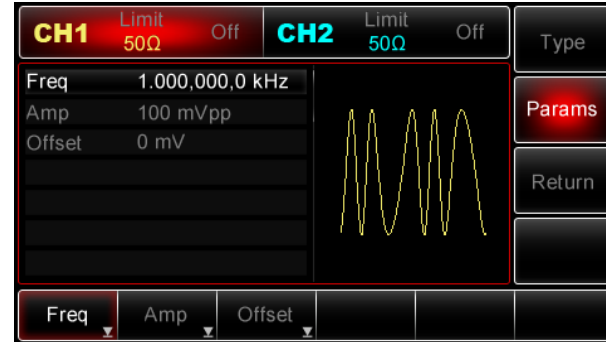 CH1 Limit 50Ω Off CH2 Limit 50Ω Off
Type
Freq 1.000,000,0 kHz
Amp 100 mVpp
Offset 0 mV
Params
Return
Freq Amp Offset